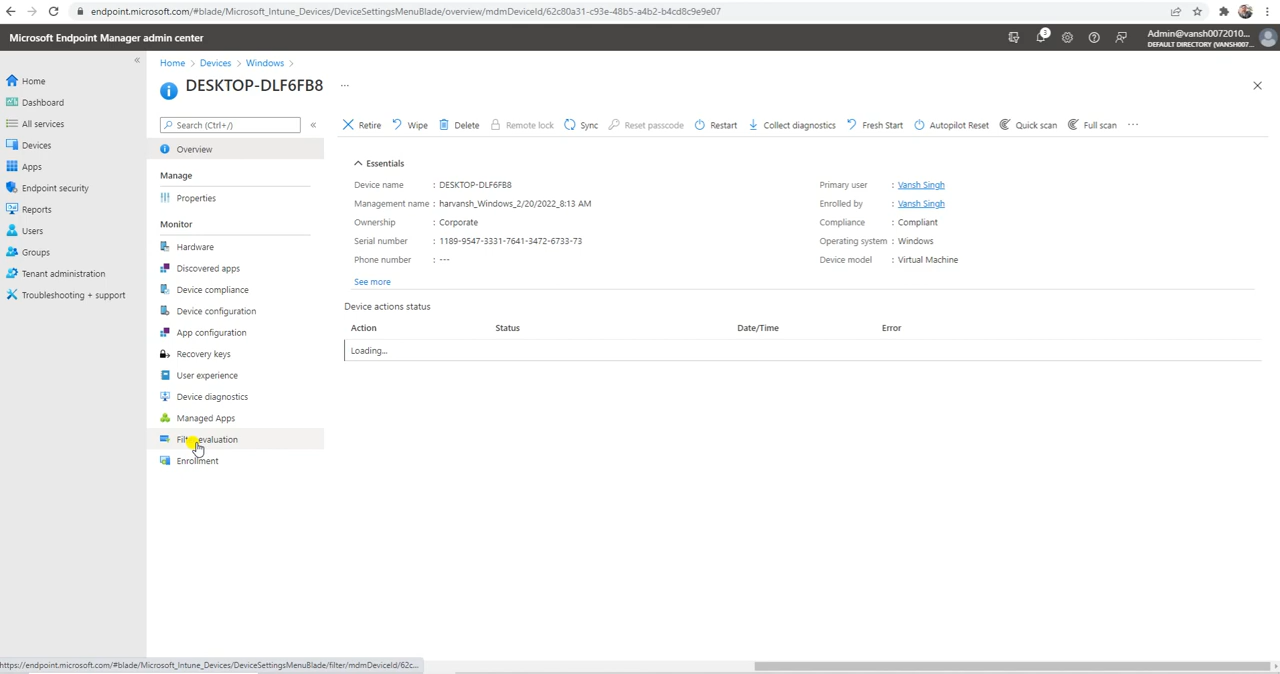 endpoint.microsoft.com/#blade/Microsoft_Intune_Devices/DeviceSettingsMenuBlade/overview/mdmDeviceId/62c80a31-c93e-48b5-a4b2-b4cd8c9e9e07
Microsoft Endpoint Manager admin center
3
Admin@vansh0072010...
DEFAULT DIRECTORY (VANSH007...
Home
Dashboard
All services
Devices
Apps
Endpoint security
Reports
Users
Groups
Tenant administration
Troubleshooting + support
Home > Devices > Windows >
DESKTOP-DLF6FB8 ...
Search (Ctrl+/)
Overview
Manage
Properties
Monitor
Hardware
Discovered apps
Device compliance
Device configuration
App configuration
Recovery keys
User experience
Device diagnostics
Managed Apps
Filter evaluation
Enrollment
Retire Wipe Delete Remote lock Sync Reset passcode Restart Collect diagnostics Fresh Start Autopilot Reset Quick scan Full scan ...
Essentials
Device name : DESKTOP-DLF6FB8
Management name : harvansh_Windows_2/20/2022_8:13 AM
Ownership : Corporate
Serial number : 1189-9547-3331-7641-3472-6733-73
Phone number : ---
See more
Primary user : Vansh Singh
Enrolled by : Vansh Singh
Compliance : Compliant
Operating system : Windows
Device model : Virtual Machine
Device actions status
Action Status Date/Time Error
Loading...
https://endpoint.microsoft.com/#blade/Microsoft_Intune_Devices/DeviceSettingsMenuBlade/filter/mdmDeviceId/62c...